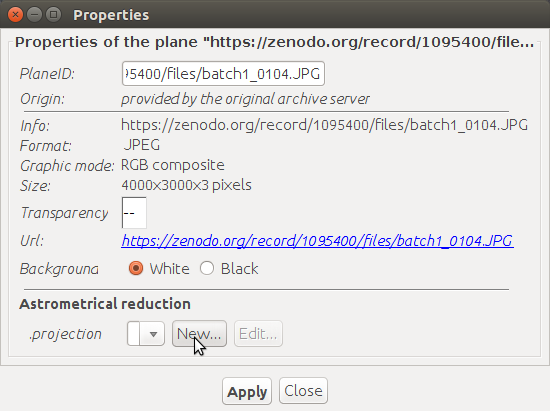 Properties
Properties of the plane "https://zenodo.org/record/1095400/file...
PlaneID: 95400/files/batch1_0104.JPG
Origin: provided by the original archive server
Info: https://zenodo.org/record/1095400/files/batch1_0104.JPG
Format: JPEG
Graphic mode: RGB composite
Size: 4000x3000x3 pixels
Transparency --
Url: https://zenodo.org/record/1095400/files/batch1_0104.JPG
Background White Black
Astrometrical reduction
.projection New... Edit...
Apply Close